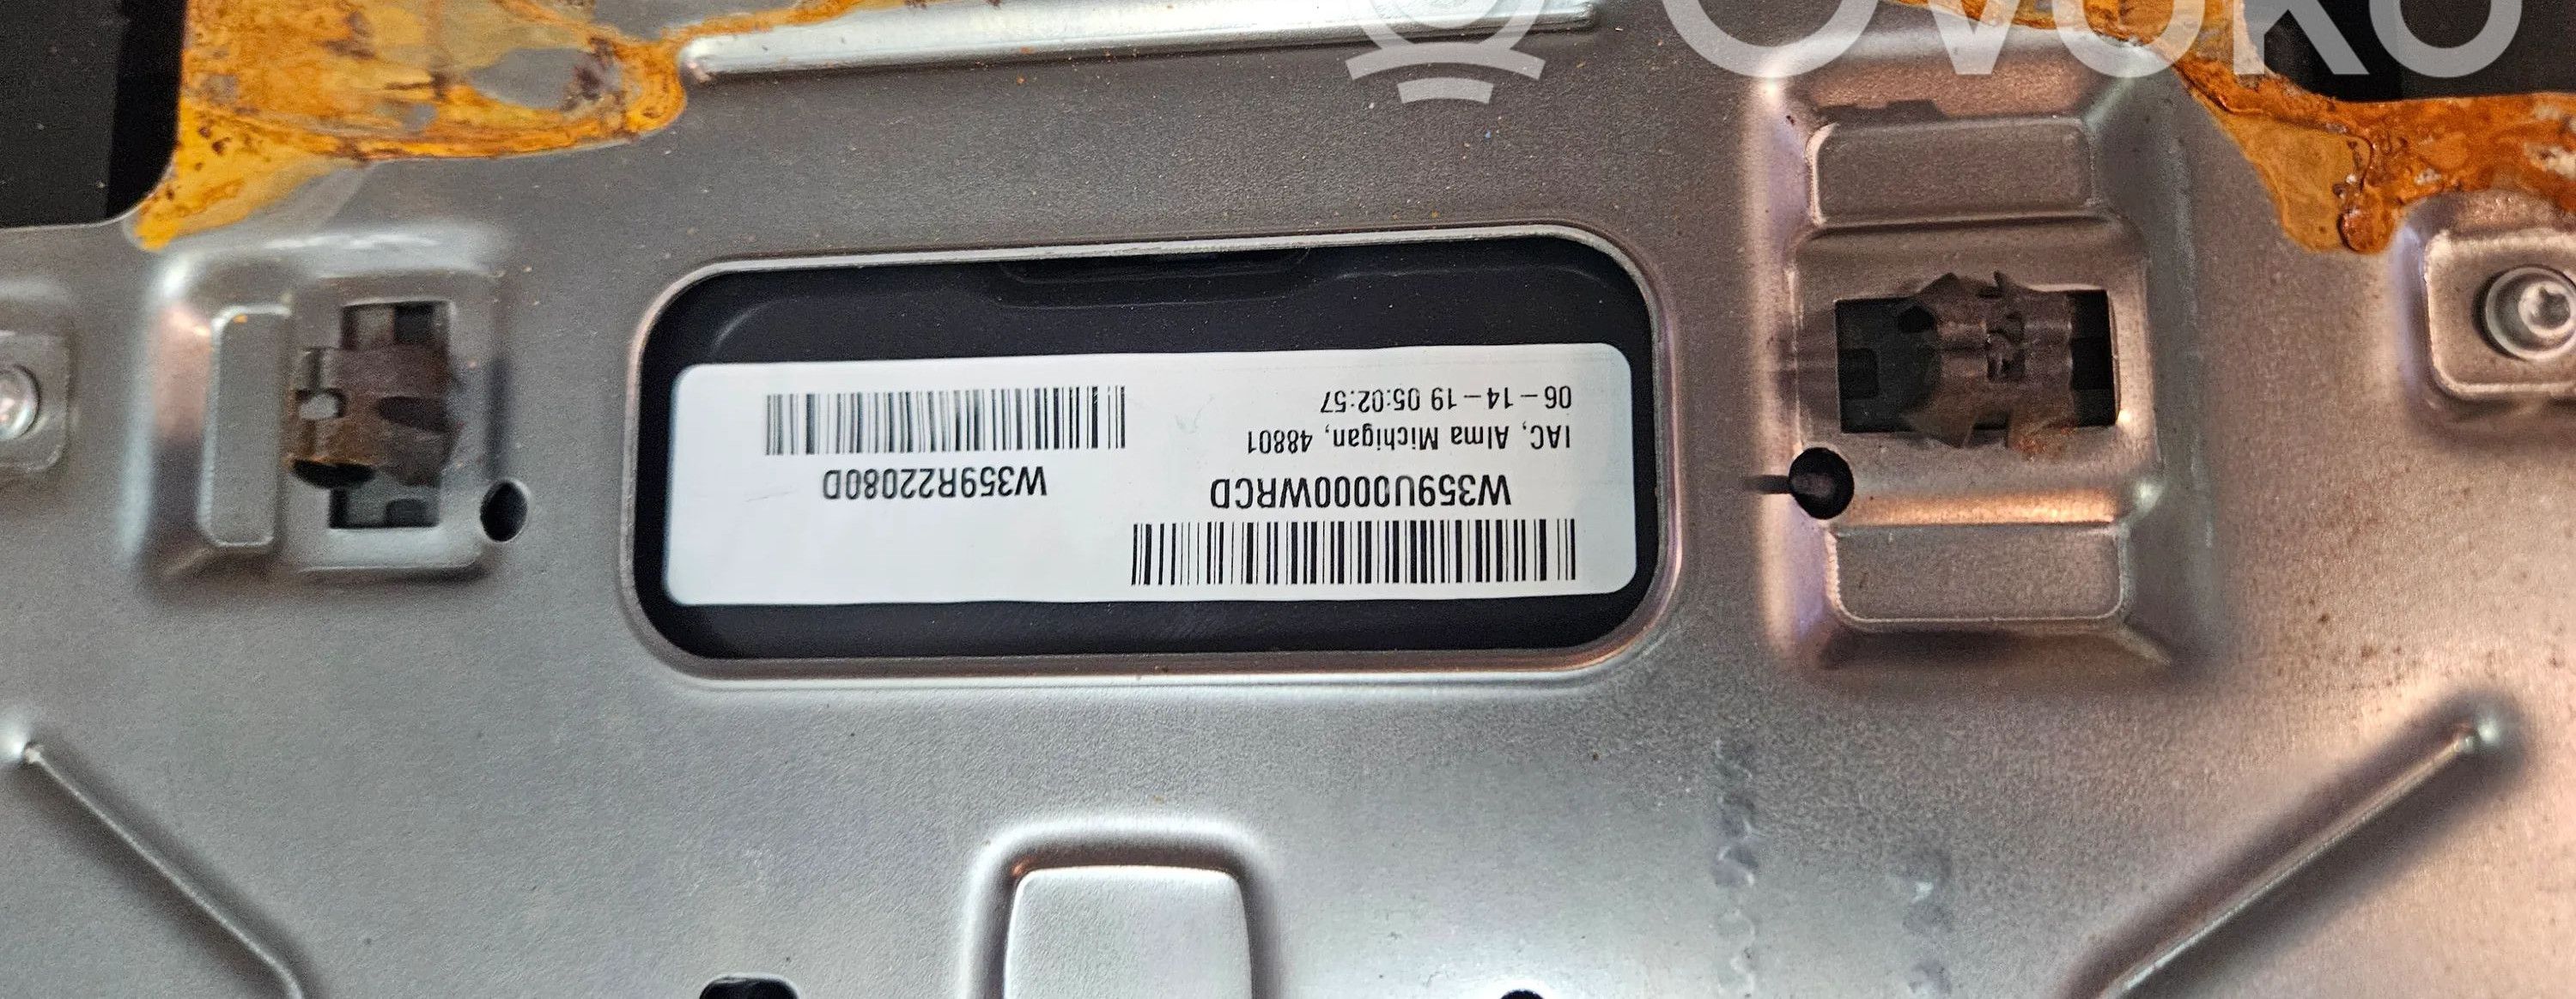 OVOKO
W359U0000WRCD
IAC, Alma Michigan, 48801
06-14-19 05:02:57
W359R22080D